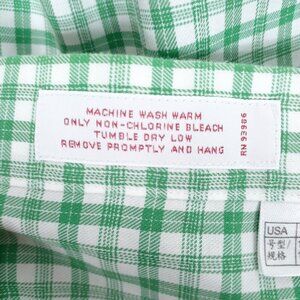 MACHINE WASH WARM
ONLY NON-CHLORINE BLEACH
TUMBLE DRY LOW
REMOVE PROMPTLY AND HANG
RN 93986
USA
号型/
规格